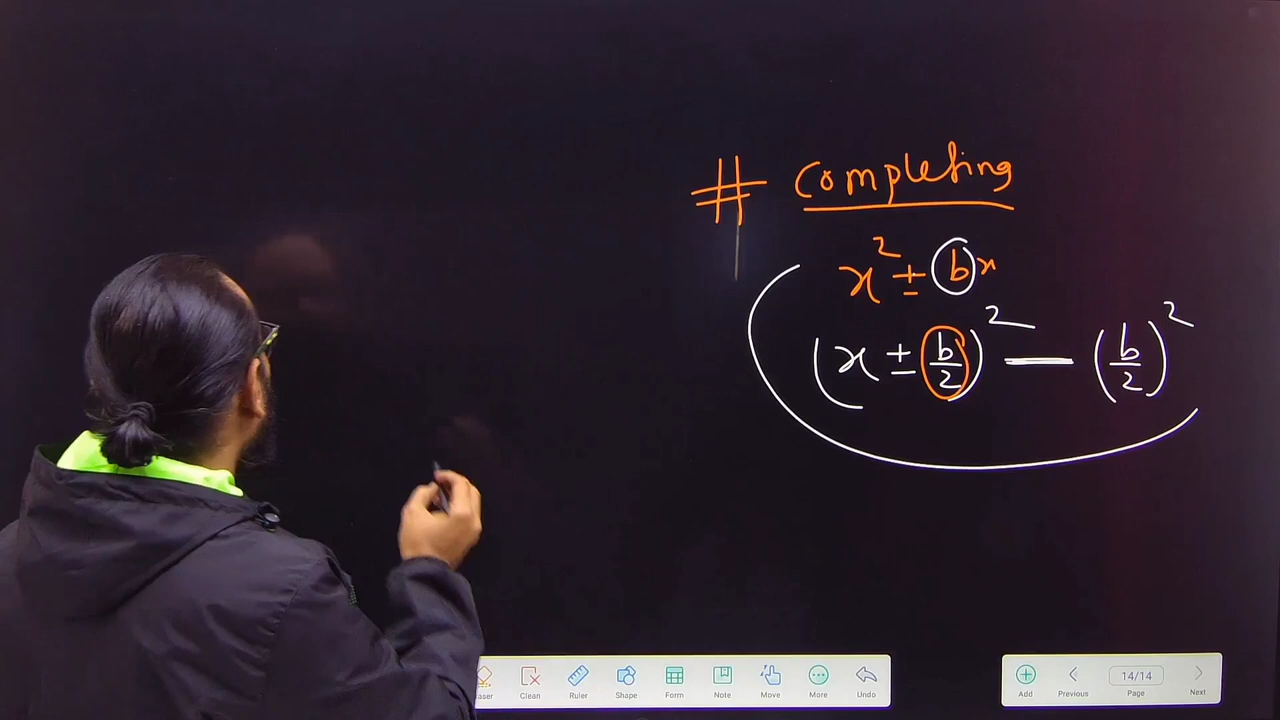 # Completing
x² ± bx
(x ± b/2)² — (b/2)²
Clean Ruler Shape Form Note Move More Undo Add Previous 14/14 Page Next